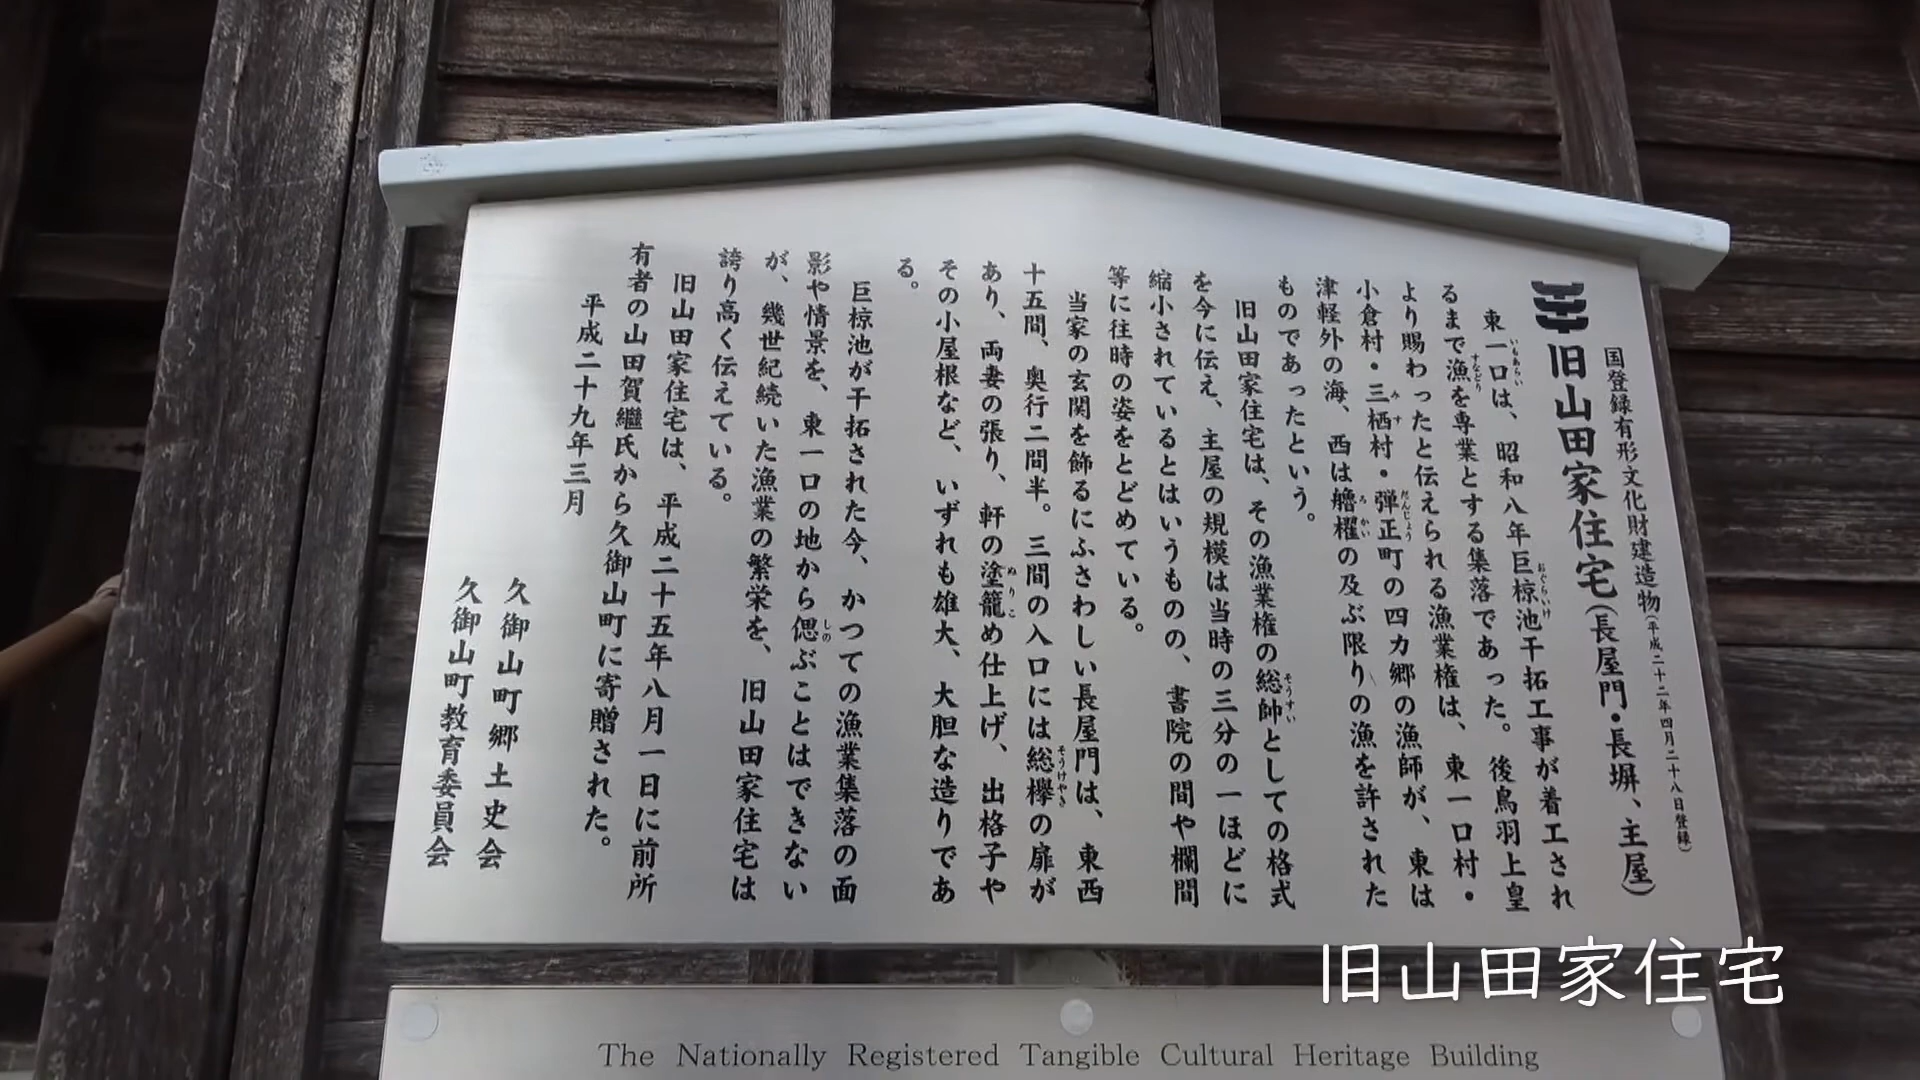 国登録有形文化財建造物(平成二十二年四月二十八日登録)
旧山田家住宅(長屋門・長塀、主屋)
東一口は、昭和八年巨椋池干拓工事が着工され
るまで漁を専業とする集落であった。後鳥羽上皇
より賜わったと伝えられる漁業権は、東一口村・
小倉村・三栖村・弾正町の四カ郷の漁師が、東は
津軽外の海、西は艪櫂の及ぶ限りの漁を許された
ものであったという。
旧山田家住宅は、その漁業権の総帥としての格式
を今に伝え、主屋の規模は当時の三分の一ほどに
縮小されているとはいうものの、書院の間や欄間
等に往時の姿をとどめている。
当家の玄関を飾るにふさわしい長屋門は、東西
十五間、奥行二間半。三間の入口には総欅の扉が
あり、両妻の張り、軒の塗籠め仕上げ、出格子や
その小屋根など、いずれも雄大、大胆な造りであ
る。
巨椋池が干拓された今、かつての漁業集落の面
影や情景を、東一口の地から偲ぶことはできない
が、幾世紀続いた漁業の繁栄を、旧山田家住宅は
誇り高く伝えている。
旧山田家住宅は、平成二十五年八月一日に前所
有者の山田賀繼氏から久御山町に寄贈された。
平成二十九年三月
久御山町郷土史会
久御山町教育委員会
旧山田家住宅
The Nationally Registered Tangible Cultural Heritage Building